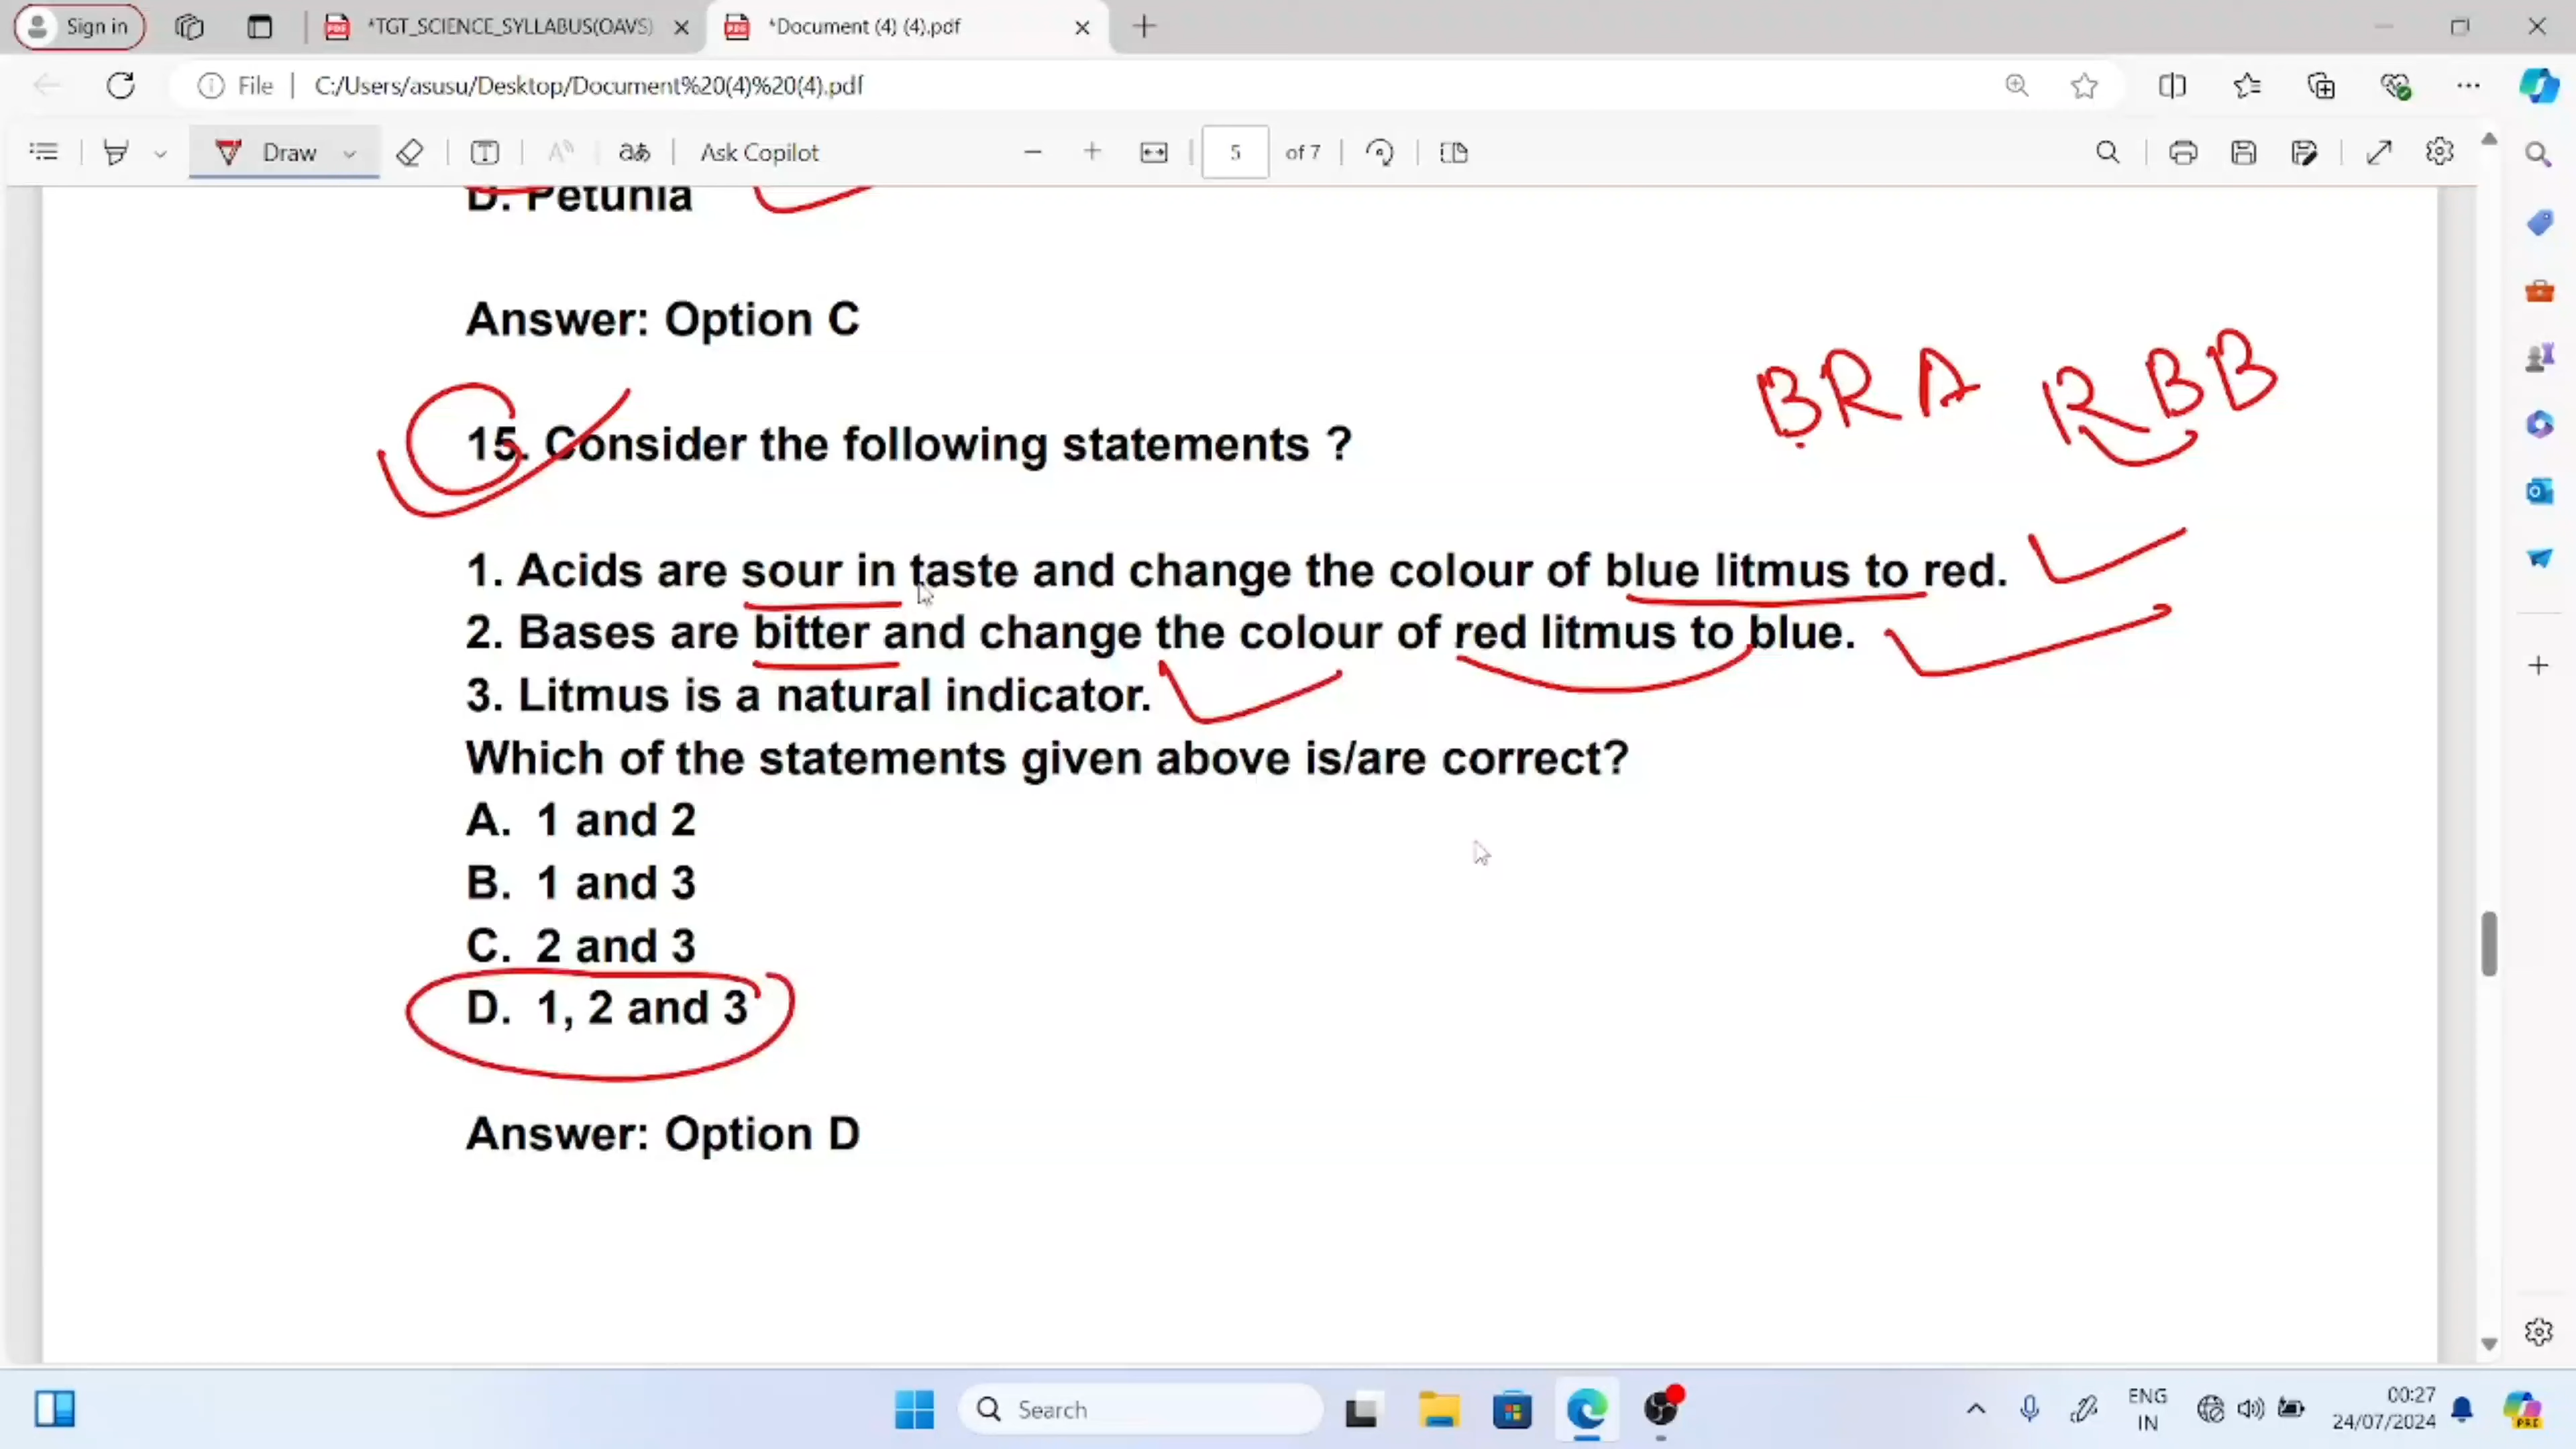 Sign in
*TGT_SCIENCE_SYLLABUS(OAVS)
*Document (4) (4).pdf
File
C:/Users/asusu/Desktop/Document%20(4)%20(4).pdf
Draw
aあ
Ask Copilot
5
of 7
D. Petunia
Answer: Option C
BRA RBB
15. Consider the following statements ?
1. Acids are sour in taste and change the colour of blue litmus to red.
2. Bases are bitter and change the colour of red litmus to blue.
3. Litmus is a natural indicator.
Which of the statements given above is/are correct?
A. 1 and 2
B. 1 and 3
C. 2 and 3
D. 1, 2 and 3
Answer: Option D
Search
ENG
IN
00:27
24/07/2024
PRE